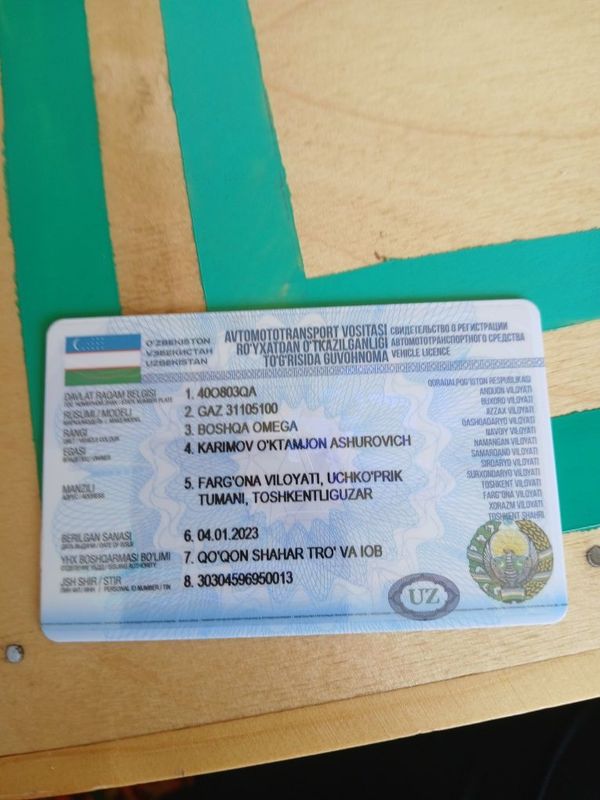 O'ZBEKISTON
ЎЗБЕКИСТАН
UZBEKISTAN
AVTOMOTOTRANSPORT VOSITASI
RO'YXATDAN O'TKAZILGANLIGI
TO'G'RISIDA GUVOHNOMA
СВИДЕТЕЛЬСТВО О РЕГИСТРАЦИИ
АВТОМОТОТРАНСПОРТНОГО СРЕДСТВА
VEHICLE LICENCE
DAVLAT RAQAM BELGISI
1. 40O803QA
RUSUMI / MODELI
2. GAZ 31105100
RANGI
3. BOSHQA OMEGA
EGASI
4. KARIMOV O'KTAMJON ASHUROVICH
MANZILI
АДРЕС / ADDRESS
5. FARG'ONA VILOYATI, UCHKO'PRIK
TUMANI, TOSHKENTLIGUZAR
BERILGAN SANASI
6. 04.01.2023
YHX BOSHQARMASI BO'LIMI
7. QO'QON SHAHAR TRO' VA IOB
JSH SHIR / STIR
8. 30304596950013
QORAQALPOG'ISTON RESPUBLIKASI
ANDIJON VILOYATI
BUXORO VILOYATI
JIZZAX VILOYATI
QASHQADARYO VILOYATI
NAVOIY VILOYATI
NAMANGAN VILOYATI
SAMARQAND VILOYATI
SIRDARYO VILOYATI
SURXONDARYO VILOYATI
TOSHKENT VILOYATI
FARG'ONA VILOYATI
XORAZM VILOYATI
TOSHKENT SHAHRI
UZ